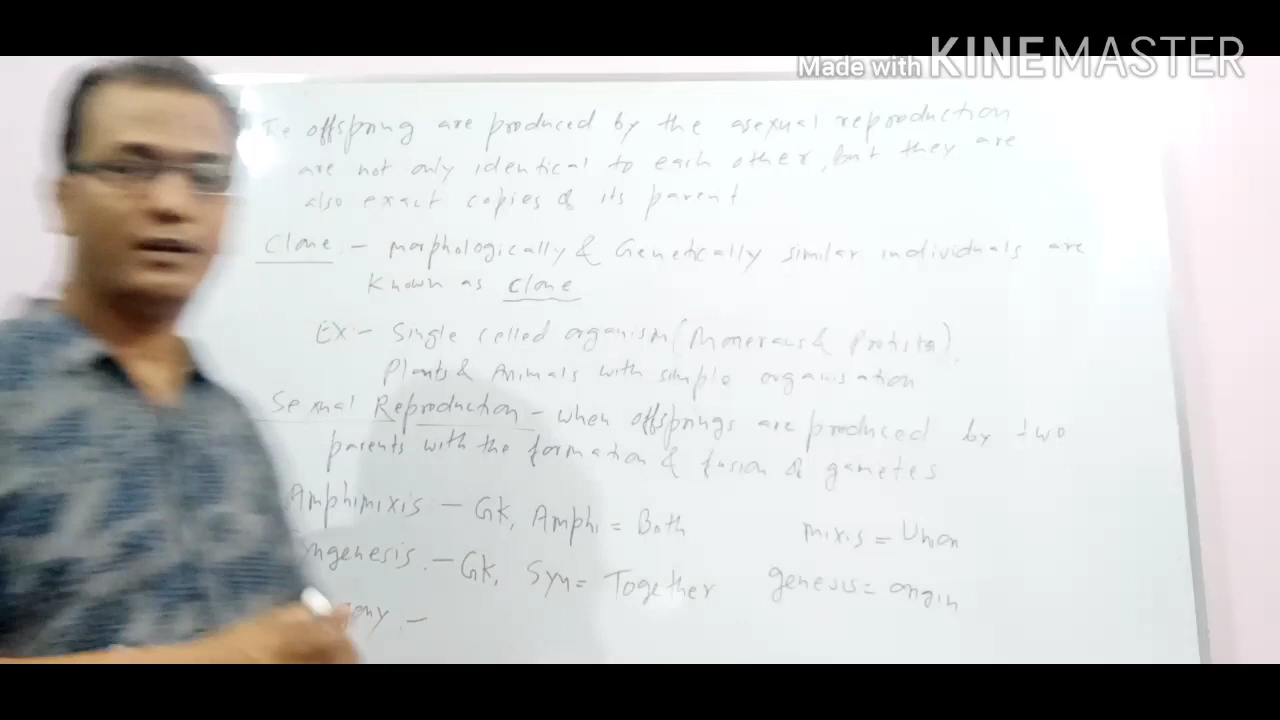 Made with KINEMASTER
offspring are produced by the asexual reproduction
are not only identical to each other, but they are
also exact copies of its parent
Clone - morphologically & Genetically similar individuals are
known as clone
EX:- Single celled organism ( & Protista),
Plants & Animals with simple organisation
Sexual Reproduction - when offsprings are produced by two
parents with the formation & fusion of gametes
Amphimixis - Gk, Amphi = Both mixis = Union
ngenesis. - Gk, Syn = Together genesis = origin